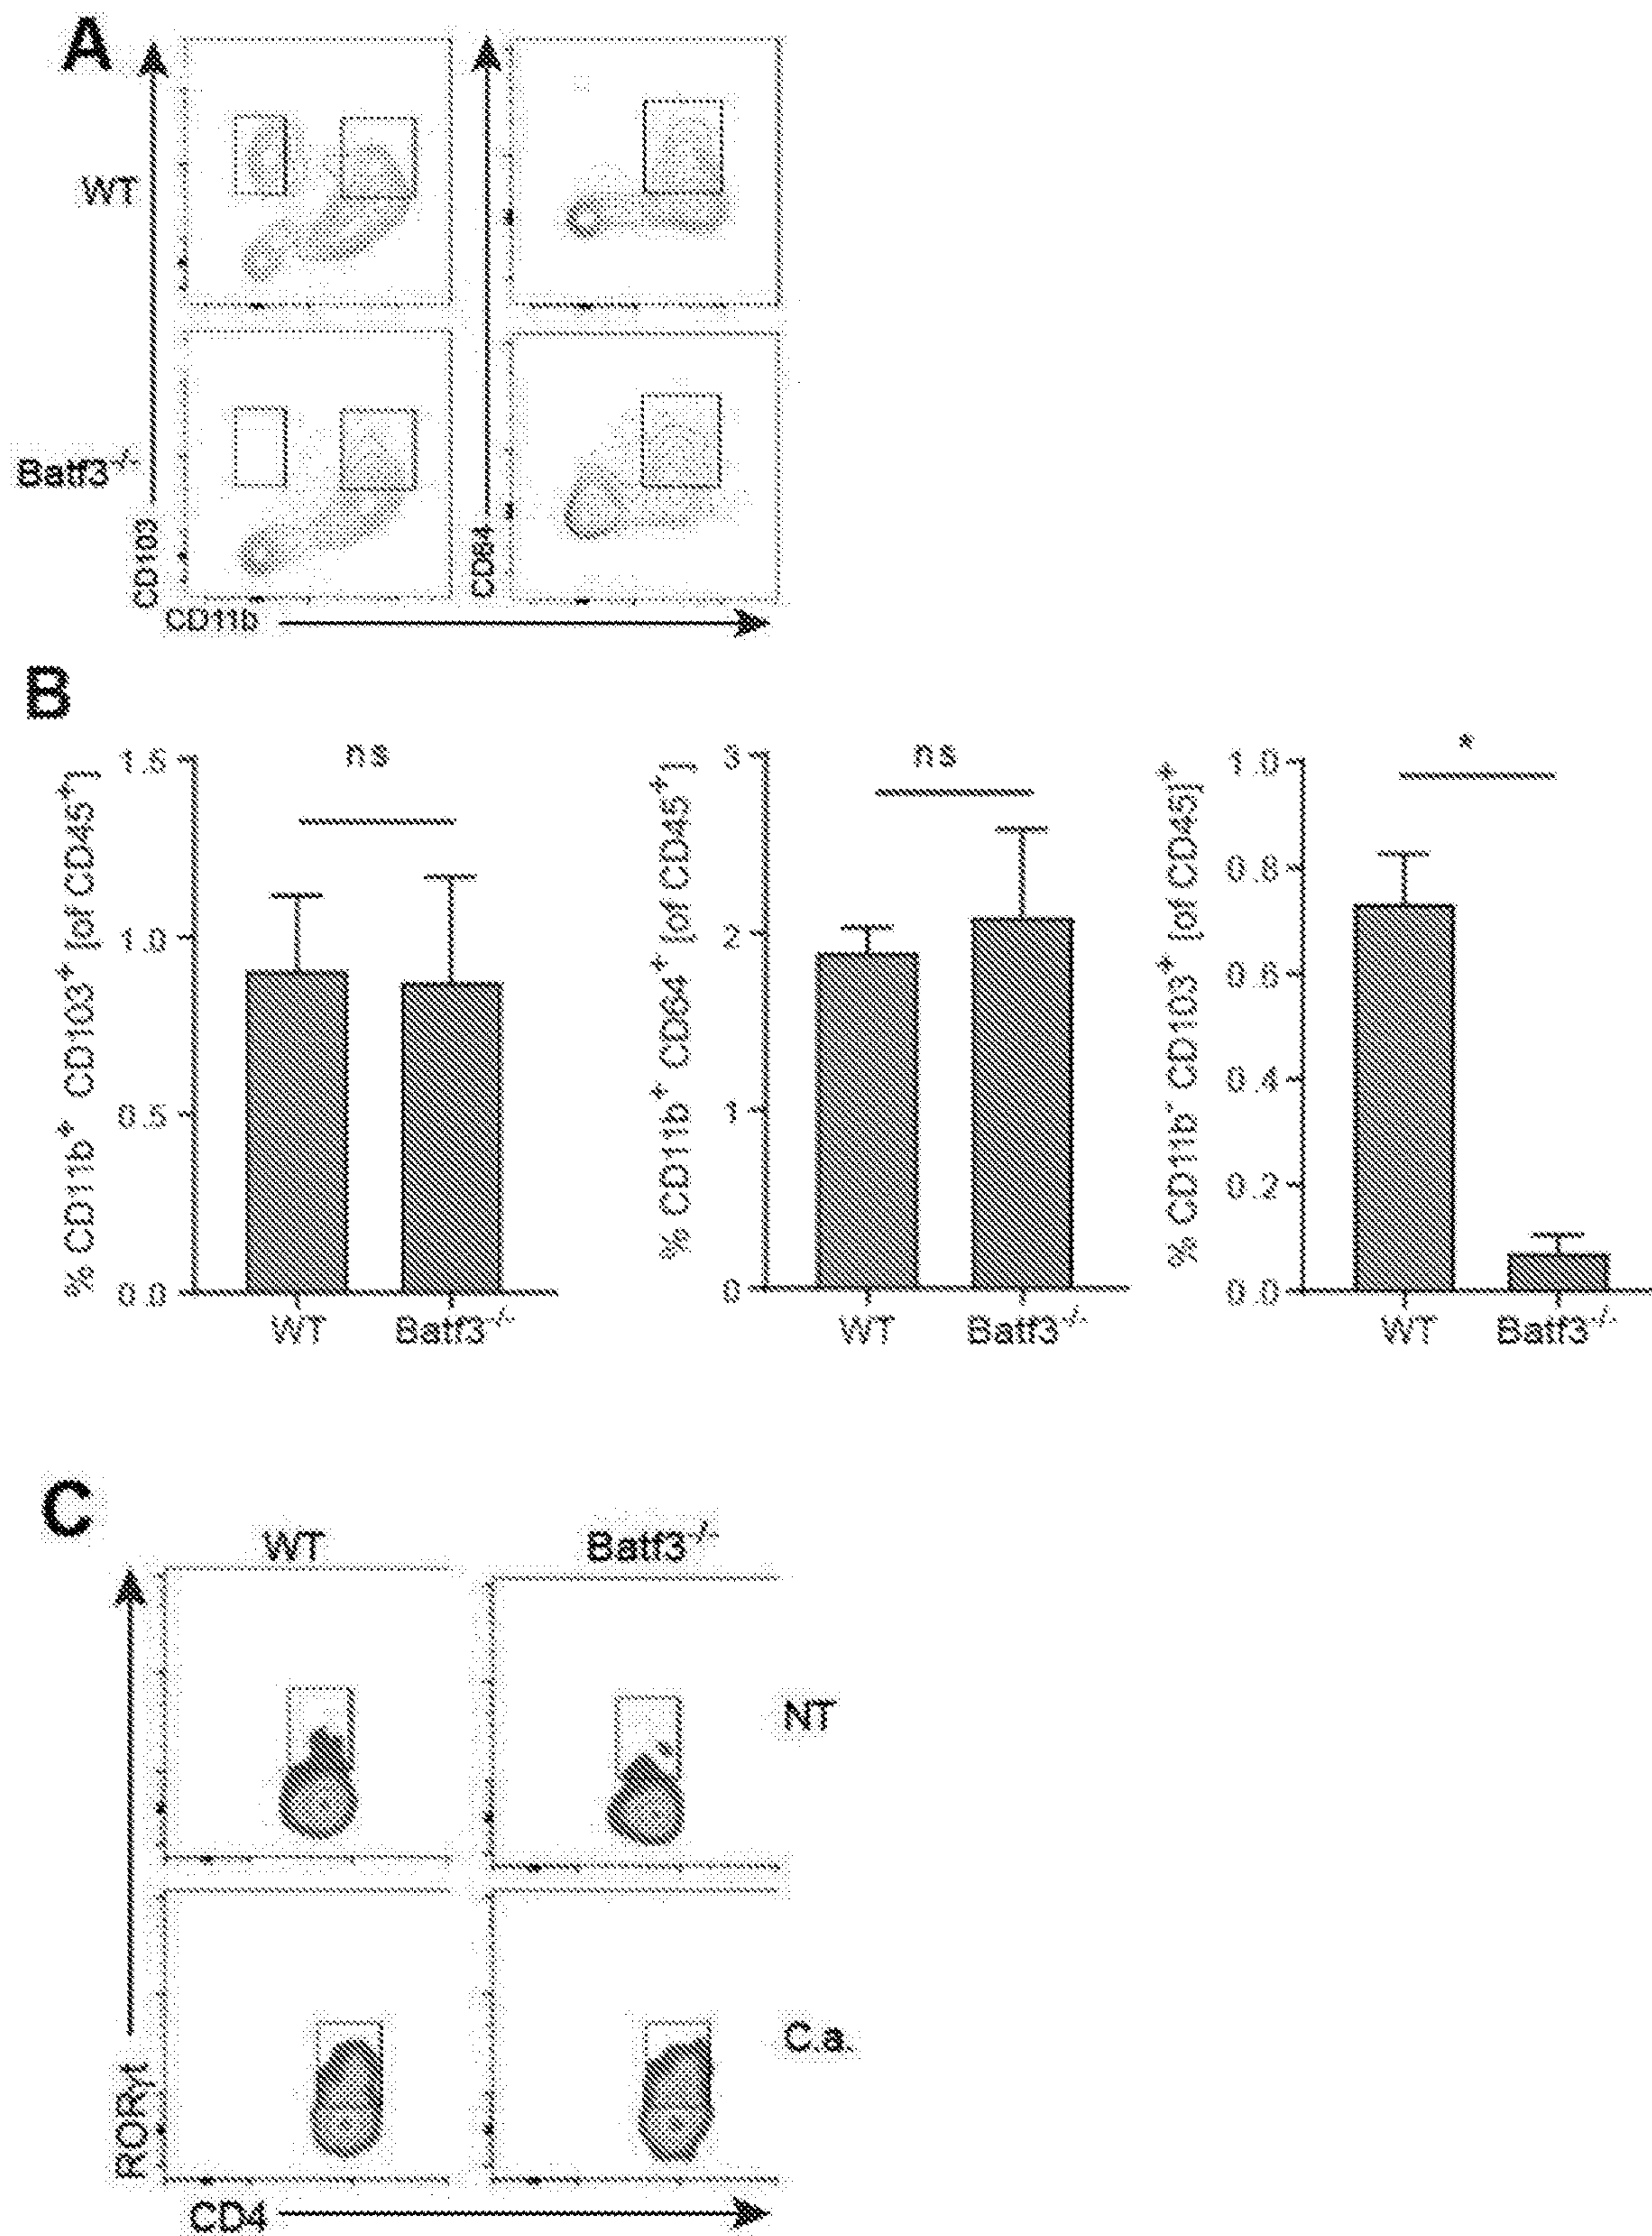 A
WT
Batf3-/-
CD103
CD64
CD11b
B
% CD11b+ CD103+ [of CD45+]
1.5
1.0
0.5
0.0
ns
WT
Batf3-/-
% CD11b+ CD64+ [of CD45+]
3
2
1
0
ns
WT
Batf3-/-
% CD11b- CD103+ [of CD45]+
1.0
0.8
0.6
0.4
0.2
0.0
*
WT
Batf3-/-
C
WT
Batf3-/-
NT
C.a.
RORγt
CD4